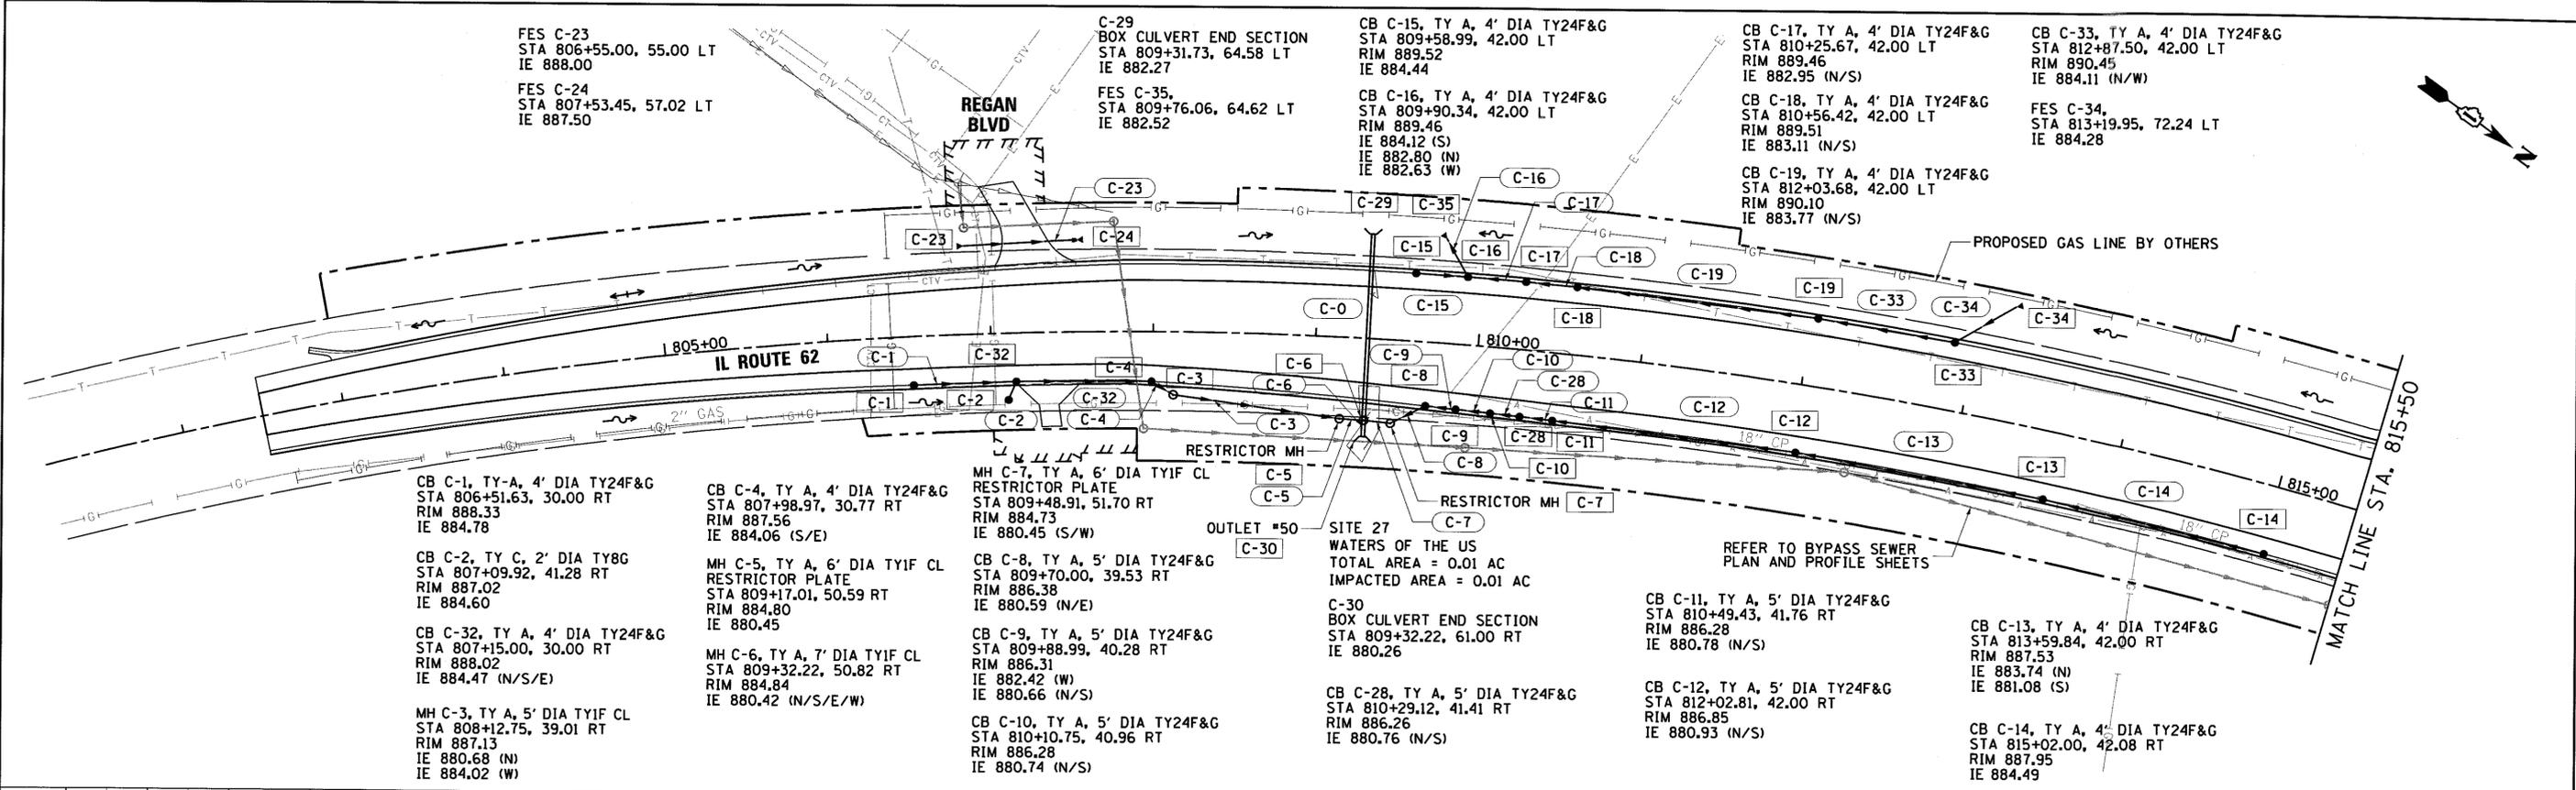 FES C-23
STA 806+55.00, 55.00 LT
IE 888.00
FES C-24
STA 807+53.45, 57.02 LT
IE 887.50
C-29
BOX CULVERT END SECTION
STA 809+31.73, 64.58 LT
IE 882.27
FES C-35,
STA 809+76.06, 64.62 LT
IE 882.52
CB C-15, TY A, 4' DIA TY24F&G
STA 809+58.99, 42.00 LT
RIM 889.52
IE 884.44
CB C-16, TY A, 4' DIA TY24F&G
STA 809+90.34, 42.00 LT
RIM 889.46
IE 884.12 (S)
IE 882.80 (N)
IE 882.63 (W)
CB C-17, TY A, 4' DIA TY24F&G
STA 810+25.67, 42.00 LT
RIM 889.46
IE 882.95 (N/S)
CB C-18, TY A, 4' DIA TY24F&G
STA 810+56.42, 42.00 LT
RIM 889.51
IE 883.11 (N/S)
CB C-19, TY A, 4' DIA TY24F&G
STA 812+03.68, 42.00 LT
RIM 890.10
IE 883.77 (N/S)
CB C-33, TY A, 4' DIA TY24F&G
STA 812+87.50, 42.00 LT
RIM 890.45
IE 884.11 (N/W)
FES C-34,
STA 813+19.95, 72.24 LT
IE 884.28
N
REGAN
BLVD
C-23
C-16
C-29
C-35
C-17
C-23
C-24
C-15
C-16
C-17
C-18
C-19
C-19
C-33
C-34
C-34
PROPOSED GAS LINE BY OTHERS
C-0
C-15
C-18
C-33
805+00
IL ROUTE 62
810+00
815+00
C-1
C-32
C-4
C-3
C-6
C-6
C-9
C-8
C-10
C-28
C-11
C-12
C-12
C-13
C-13
C-14
C-14
C-1
C-2
C-2
C-32
C-4
C-3
C-9
C-28
C-11
C-8
C-10
2" GAS
18" CP
18" CP
CTV
RESTRICTOR MH
C-5
C-5
RESTRICTOR MH
C-7
C-7
OUTLET #50
C-30
SITE 27
WATERS OF THE US
TOTAL AREA = 0.01 AC
IMPACTED AREA = 0.01 AC
REFER TO BYPASS SEWER
PLAN AND PROFILE SHEETS
MATCH LINE STA. 815+50
CB C-1, TY-A, 4' DIA TY24F&G
STA 806+51.63, 30.00 RT
RIM 888.33
IE 884.78
CB C-2, TY C, 2' DIA TY8G
STA 807+09.92, 41.28 RT
RIM 887.02
IE 884.60
CB C-32, TY A, 4' DIA TY24F&G
STA 807+15.00, 30.00 RT
RIM 888.02
IE 884.47 (N/S/E)
MH C-3, TY A, 5' DIA TY1F CL
STA 808+12.75, 39.01 RT
RIM 887.13
IE 880.68 (N)
IE 884.02 (W)
CB C-4, TY A, 4' DIA TY24F&G
STA 807+98.97, 30.77 RT
RIM 887.56
IE 884.06 (S/E)
MH C-5, TY A, 6' DIA TY1F CL
RESTRICTOR PLATE
STA 809+17.01, 50.59 RT
RIM 884.80
IE 880.45
MH C-6, TY A, 7' DIA TY1F CL
STA 809+32.22, 50.82 RT
RIM 884.84
IE 880.42 (N/S/E/W)
MH C-7, TY A, 6' DIA TY1F CL
RESTRICTOR PLATE
STA 809+48.91, 51.70 RT
RIM 884.73
IE 880.45 (S/W)
CB C-8, TY A, 5' DIA TY24F&G
STA 809+70.00, 39.53 RT
RIM 886.38
IE 880.59 (N/E)
CB C-9, TY A, 5' DIA TY24F&G
STA 809+88.99, 40.28 RT
RIM 886.31
IE 882.42 (W)
IE 880.66 (N/S)
CB C-10, TY A, 5' DIA TY24F&G
STA 810+10.75, 40.96 RT
RIM 886.28
IE 880.74 (N/S)
C-30
BOX CULVERT END SECTION
STA 809+32.22, 61.00 RT
IE 880.26
CB C-28, TY A, 5' DIA TY24F&G
STA 810+29.12, 41.41 RT
RIM 886.26
IE 880.76 (N/S)
CB C-11, TY A, 5' DIA TY24F&G
STA 810+49.43, 41.76 RT
RIM 886.28
IE 880.78 (N/S)
CB C-12, TY A, 5' DIA TY24F&G
STA 812+02.81, 42.00 RT
RIM 886.85
IE 880.93 (N/S)
CB C-13, TY A, 4' DIA TY24F&G
STA 813+59.84, 42.00 RT
RIM 887.53
IE 883.74 (N)
IE 881.08 (S)
CB C-14, TY A, 4' DIA TY24F&G
STA 815+02.00, 42.08 RT
RIM 887.95
IE 884.49